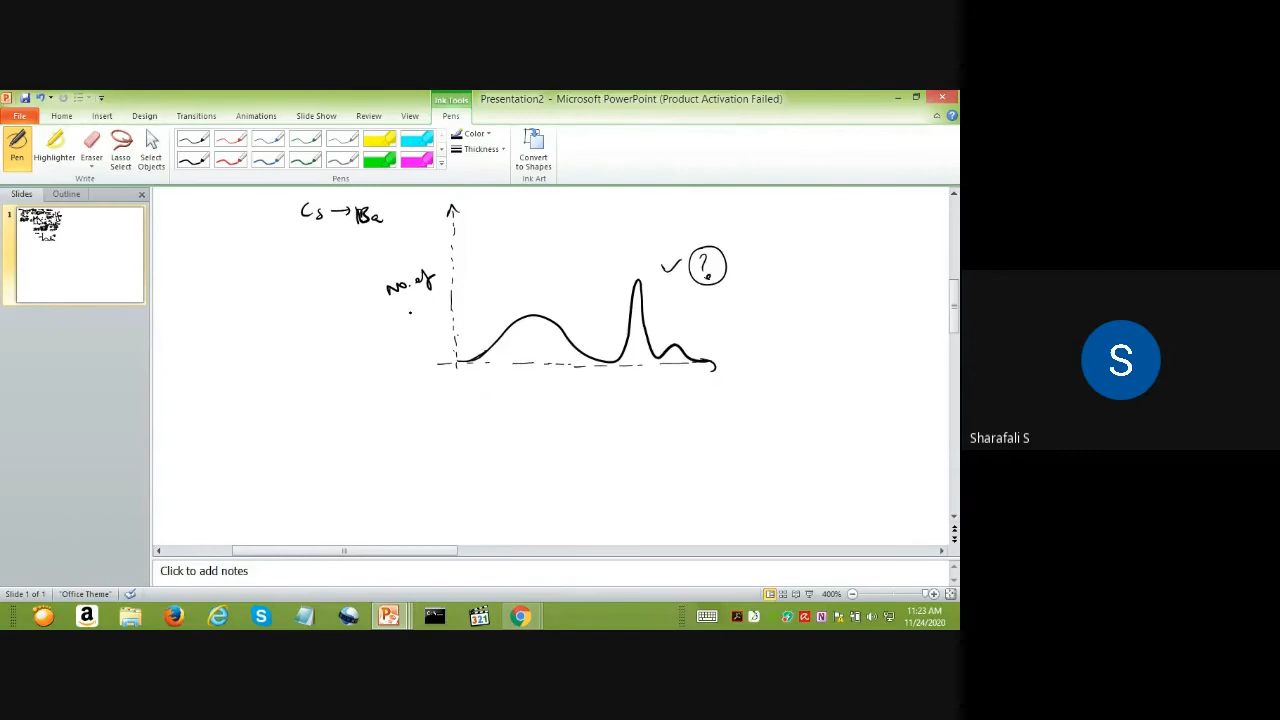 Ink Tools Presentation2 - Microsoft PowerPoint (Product Activation Failed)
File Home Insert Design Transitions Animations Slide Show Review View Pens
Pen Highlighter Eraser Lasso Select Select Objects
Color
Thickness
Convert to Shapes
Write Pens Ink Art
Slides Outline
1
Cs → Ba
?
No. of
S
Sharafali S
Click to add notes
Slide 1 of 1 "Office Theme" 400%
11:23 AM
11/24/2020